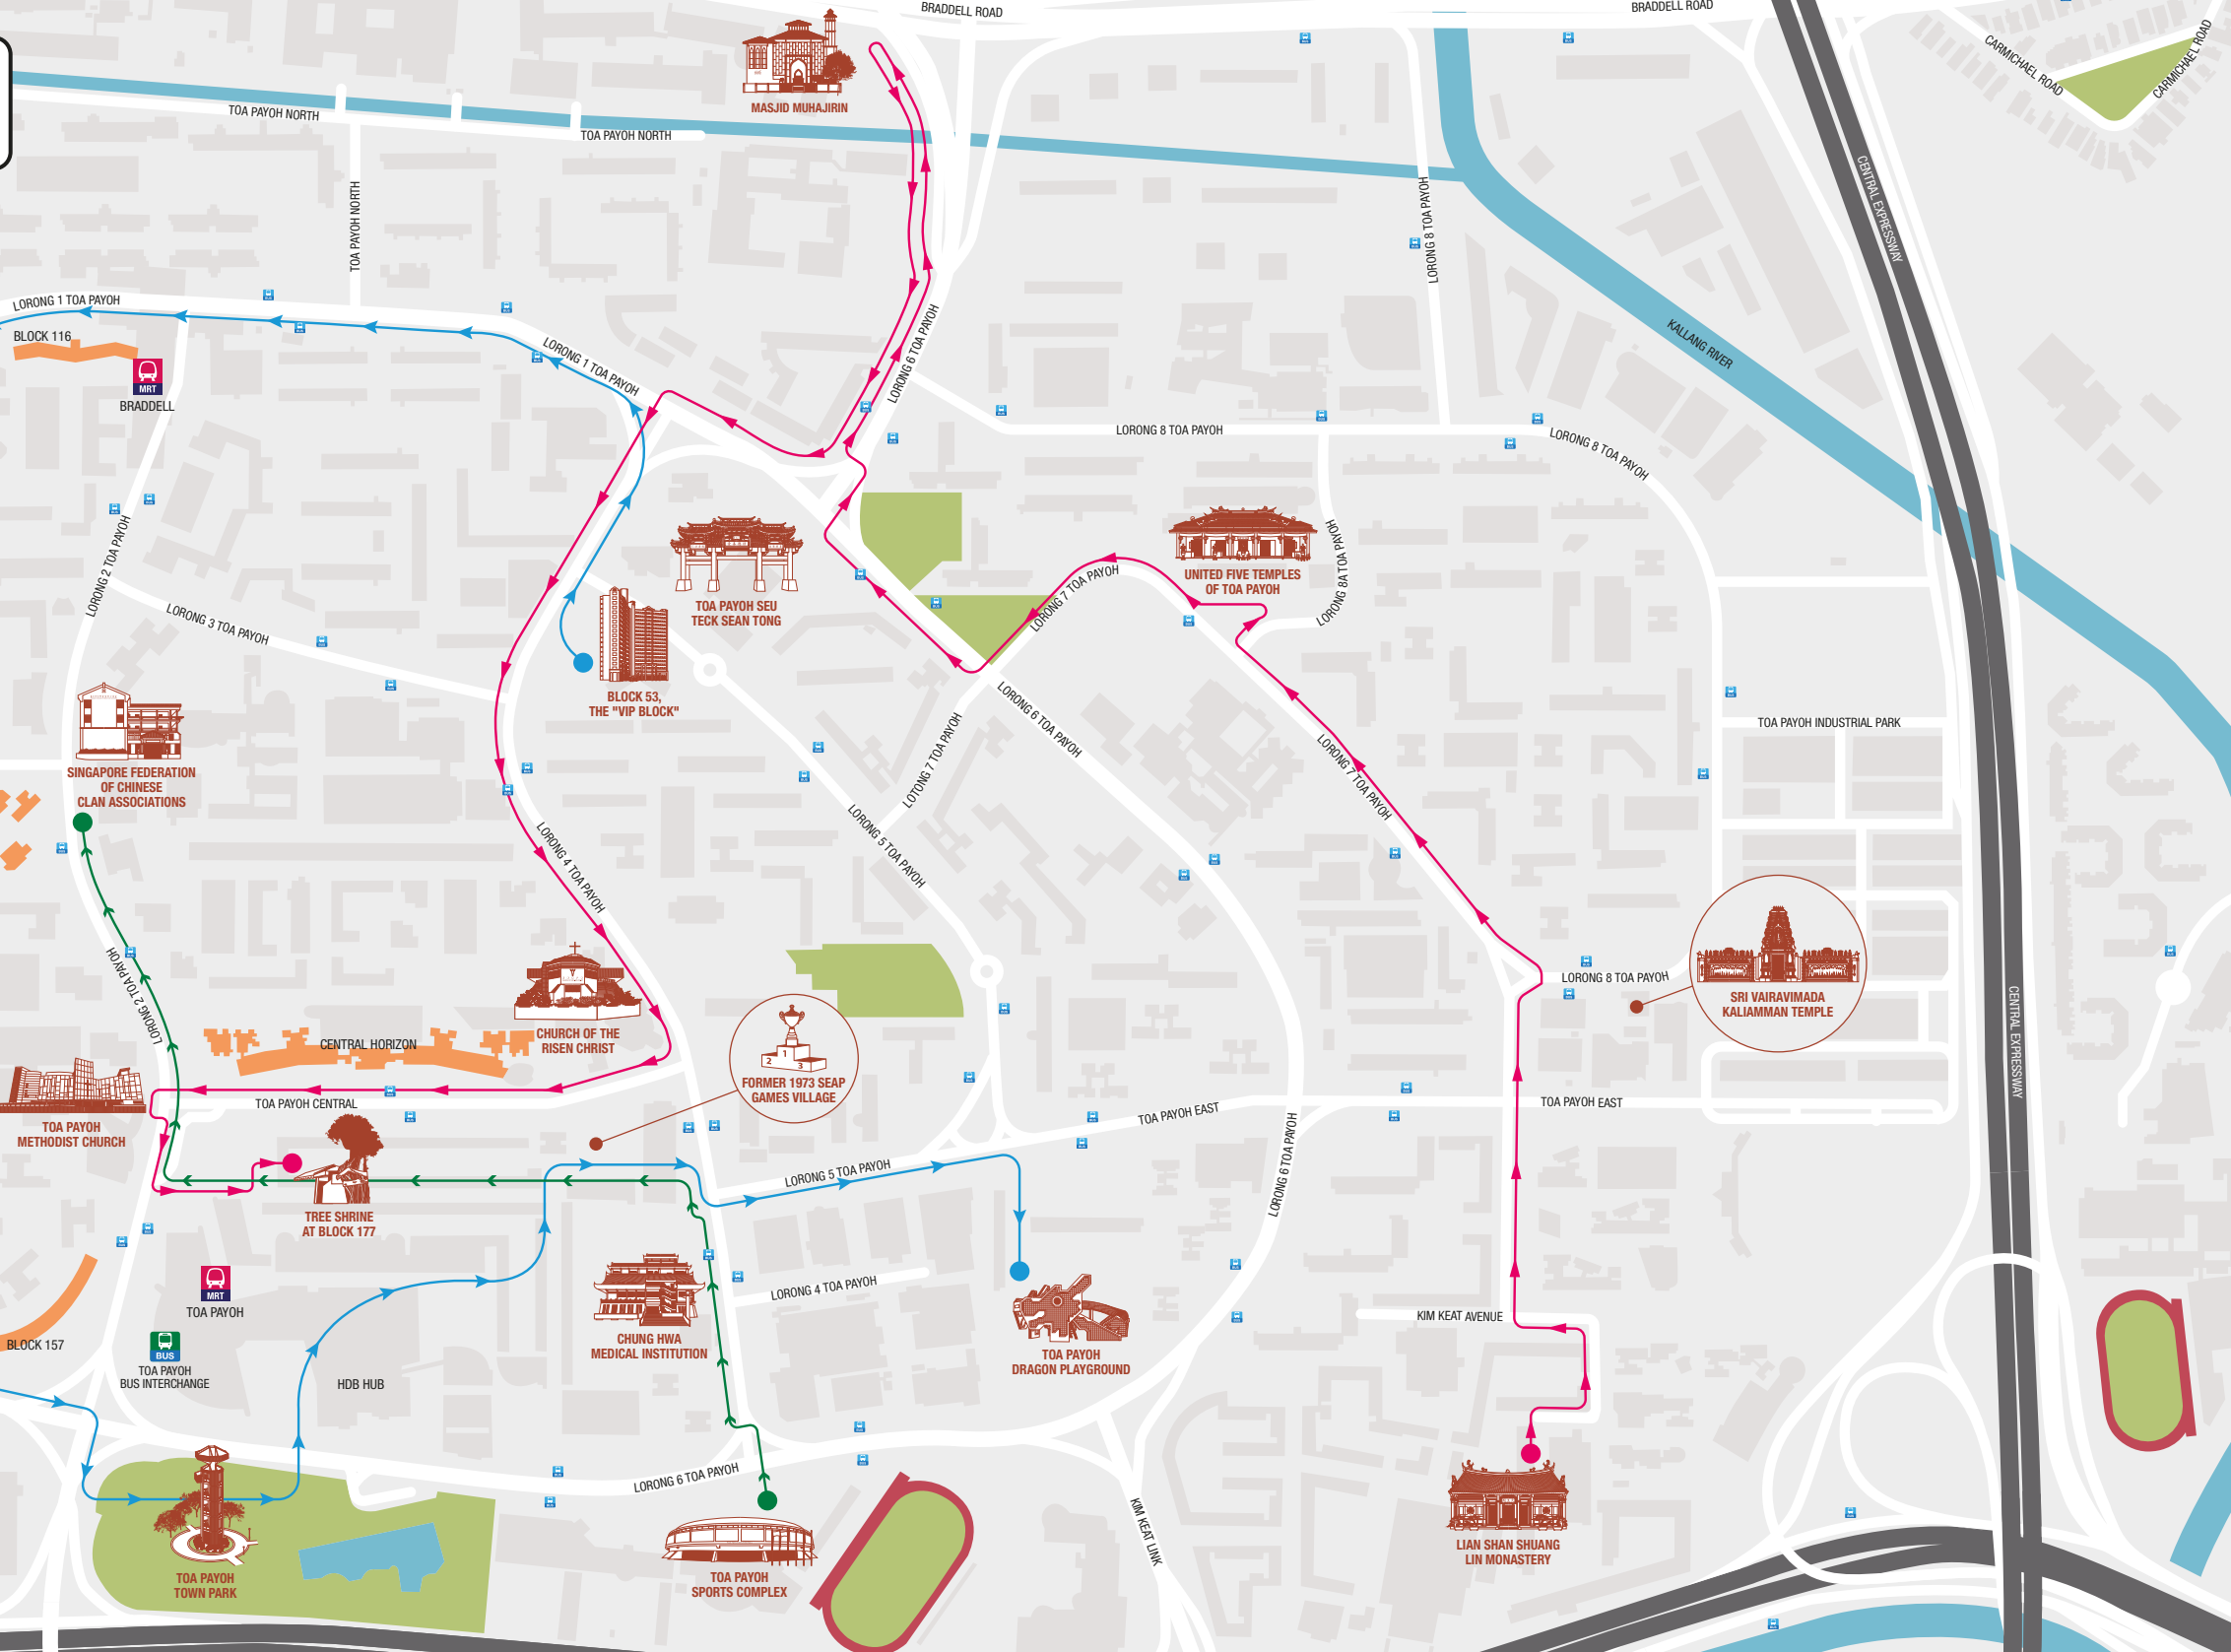 BRADDELL ROAD
BRADDELL ROAD
CARMICHAEL ROAD
CARMICHAEL ROAD
MASJID MUHAJIRIN
TOA PAYOH NORTH
TOA PAYOH NORTH
TOA PAYOH NORTH
LORONG 8 TOA PAYOH
CENTRAL EXPRESSWAY
LORONG 1 TOA PAYOH
BLOCK 116
MRT
BRADDELL
LORONG 1 TOA PAYOH
LORONG 6 TOA PAYOH
KALLANG RIVER
LORONG 8 TOA PAYOH
LORONG 8 TOA PAYOH
LORONG 2 TOA PAYOH
LORONG 3 TOA PAYOH
TOA PAYOH SEU
TECK SEAN TONG
UNITED FIVE TEMPLES
OF TOA PAYOH
LORONG 8A TOA PAYOH
LORONG 7 TOA PAYOH
BLOCK 53,
THE "VIP BLOCK"
LORONG 6 TOA PAYOH
LOTONG 7 TOA PAYOH
LORONG 7 TOA PAYOH
TOA PAYOH INDUSTRIAL PARK
SINGAPORE FEDERATION
OF CHINESE
CLAN ASSOCIATIONS
LORONG 4 TOA PAYOH
LORONG 5 TOA PAYOH
LORONG 2 TOA PAYOH
CENTRAL HORIZON
CHURCH OF THE
RISEN CHRIST
1
2
3
FORMER 1973 SEAP
GAMES VILLAGE
LORONG 8 TOA PAYOH
SRI VAIRAVIMADA
KALIAMMAN TEMPLE
CENTRAL EXPRESSWAY
TOA PAYOH
METHODIST CHURCH
TOA PAYOH CENTRAL
TOA PAYOH EAST
TOA PAYOH EAST
LORONG 5 TOA PAYOH
LORONG 6 TOA PAYOH
TREE SHRINE
AT BLOCK 177
MRT
TOA PAYOH
BUS
TOA PAYOH
BUS INTERCHANGE
BLOCK 157
HDB HUB
CHUNG HWA
MEDICAL INSTITUTION
LORONG 4 TOA PAYOH
TOA PAYOH
DRAGON PLAYGROUND
KIM KEAT AVENUE
LORONG 6 TOA PAYOH
KIM KEAT LINK
TOA PAYOH
TOWN PARK
TOA PAYOH
SPORTS COMPLEX
LIAN SHAN SHUANG
LIN MONASTERY